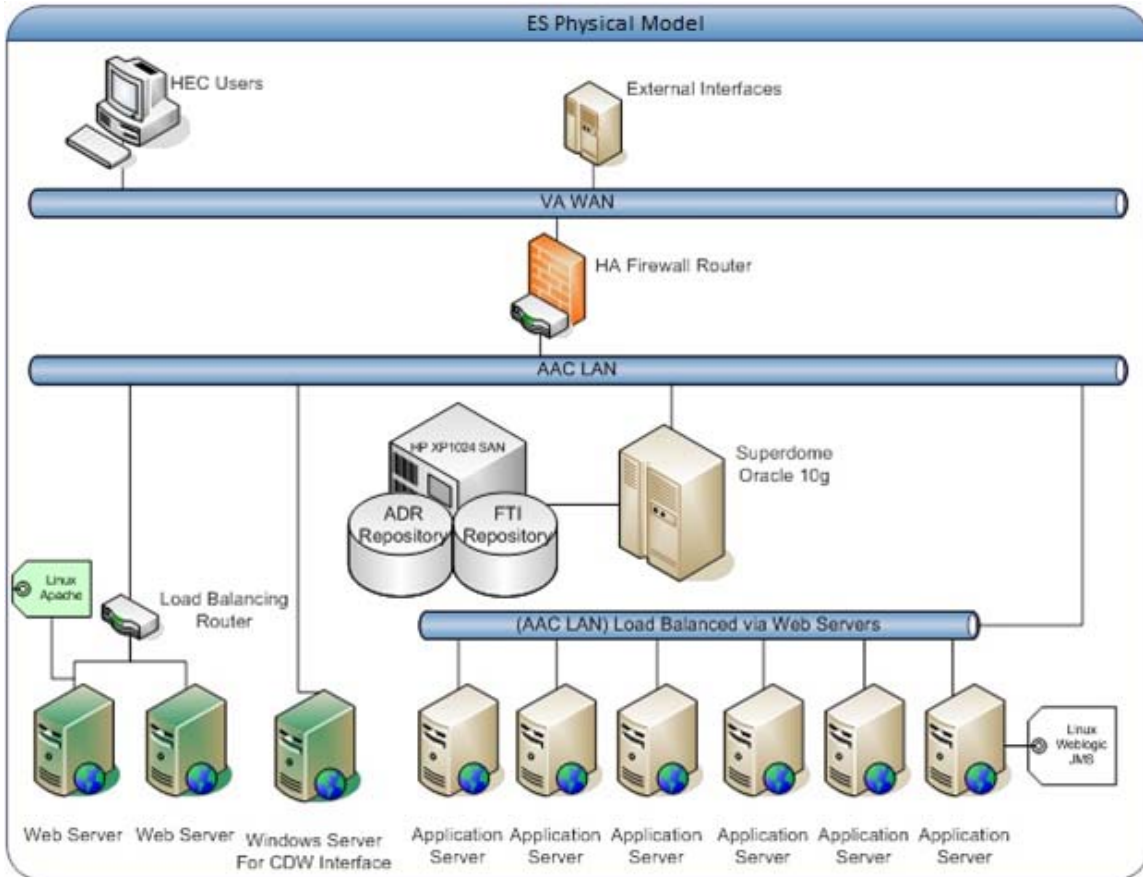 ES Physical Model
HEC Users
External Interfaces
VA WAN
HA Firewall Router
AAC LAN
HP XP1024 SAN
ADR
Repository
FTI
Repository
Superdome
Oracle 10g
Linux
Apache
Load Balancing
Router
(AAC LAN) Load Balanced via Web Servers
Linux
Weblogic
JMS
Web Server
Web Server
Windows Server
For CDW Interface
Application
Server
Application
Server
Application
Server
Application
Server
Application
Server
Application
Server